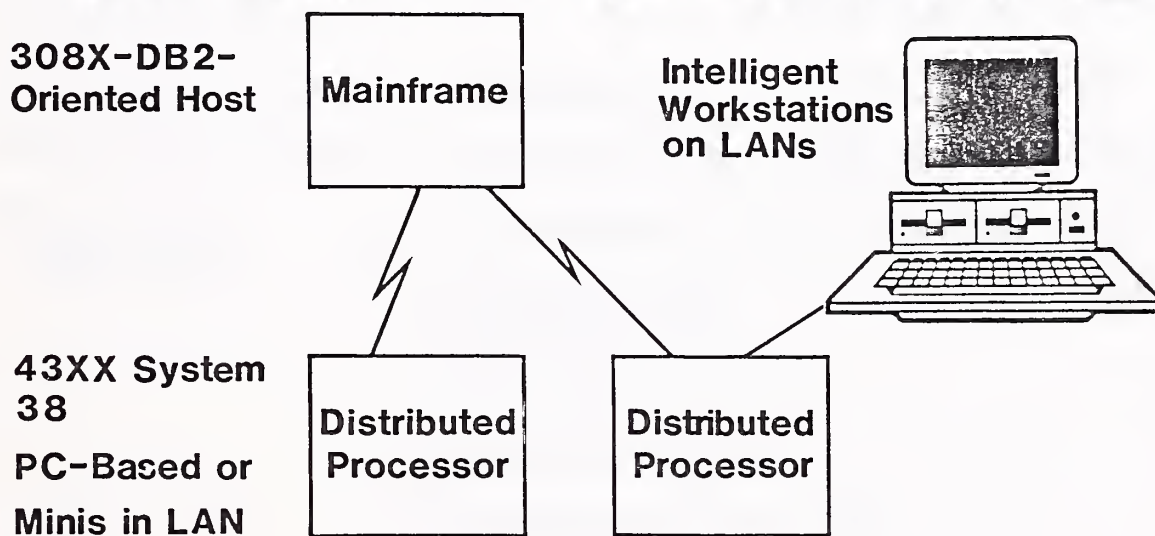 308X-DB2-
Oriented Host
Mainframe
Intelligent
Workstations
on LANs
43XX System
38
PC-Based or
Minis in LAN
Distributed
Processor
Distributed
Processor